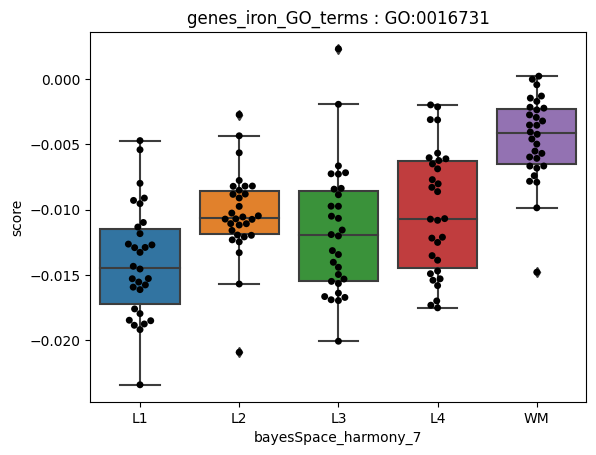 genes_iron_GO_terms : GO:0016731
score
0.000
−0.005
−0.010
−0.015
−0.020
L1 L2 L3 L4 WM
bayesSpace_harmony_7